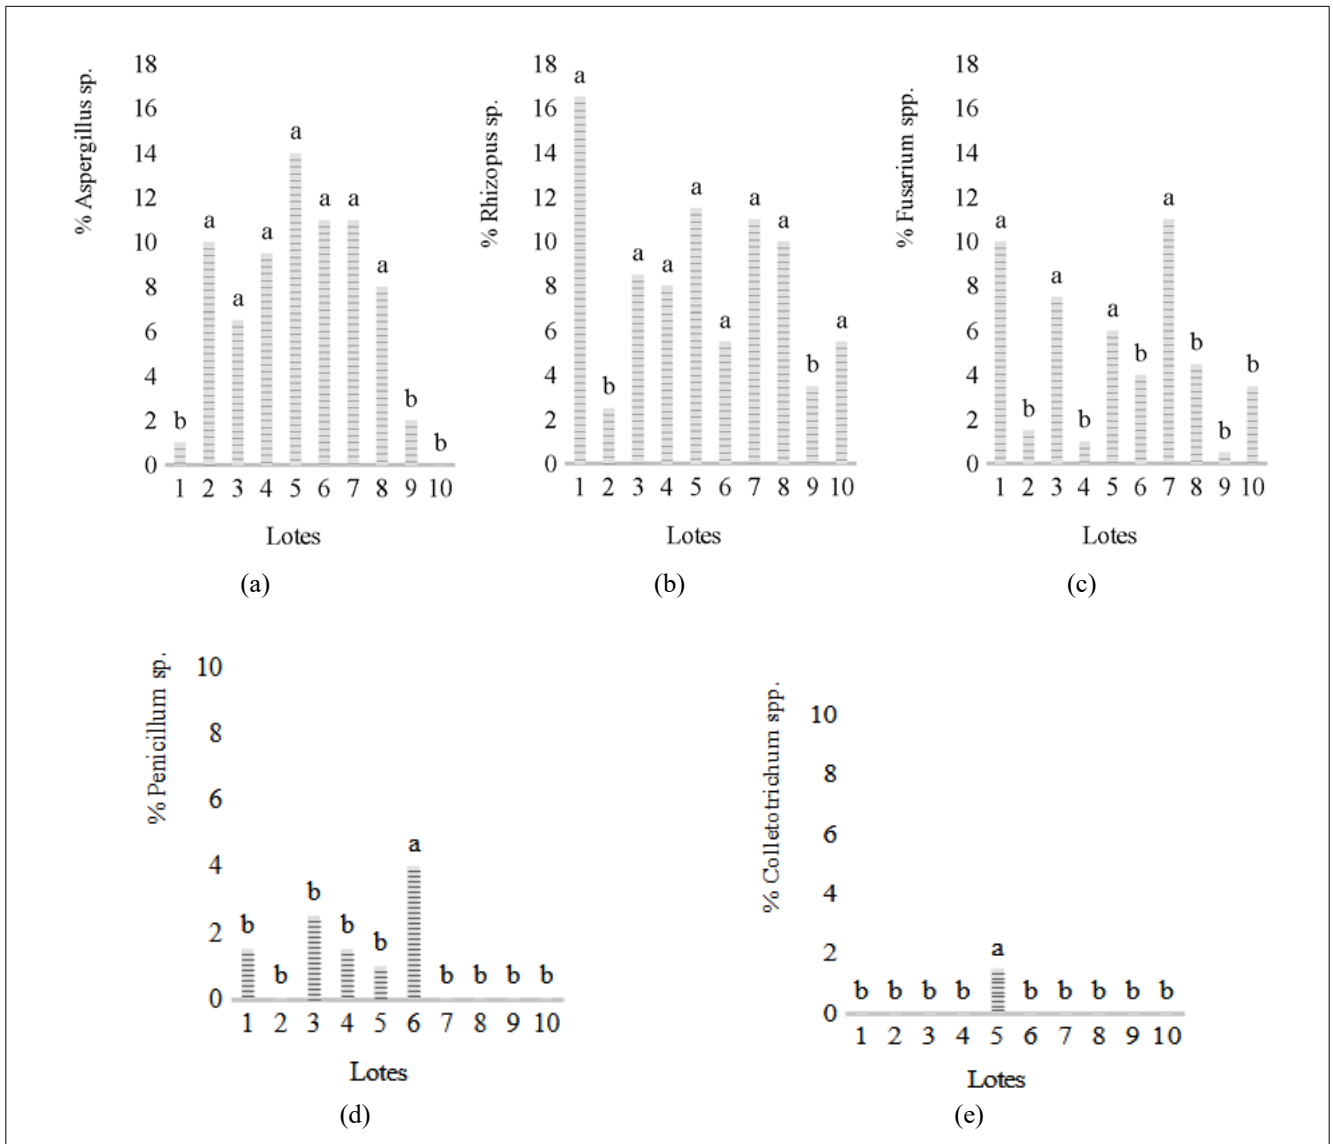 % Aspergillus sp.
18
16
14
12
10
8
6
4
2
0
b
a
a
a
a
a
a
a
b
b
1 2 3 4 5 6 7 8 9 10
Lotes
(a)
% Rhizopus sp.
18
16
14
12
10
8
6
4
2
0
a
b
a
a
a
a
a
a
b
a
1 2 3 4 5 6 7 8 9 10
Lotes
(b)
% Fusarium spp.
18
16
14
12
10
8
6
4
2
0
a
b
a
b
a
b
a
b
b
b
1 2 3 4 5 6 7 8 9 10
Lotes
(c)
% Penicillum sp.
10
8
6
4
2
0
b
b
b
b
b
a
b
b
b
b
1 2 3 4 5 6 7 8 9 10
Lotes
(d)
% Colletotrichum spp.
10
8
6
4
2
0
b
b
b
b
a
b
b
b
b
b
1 2 3 4 5 6 7 8 9 10
Lotes
(e)